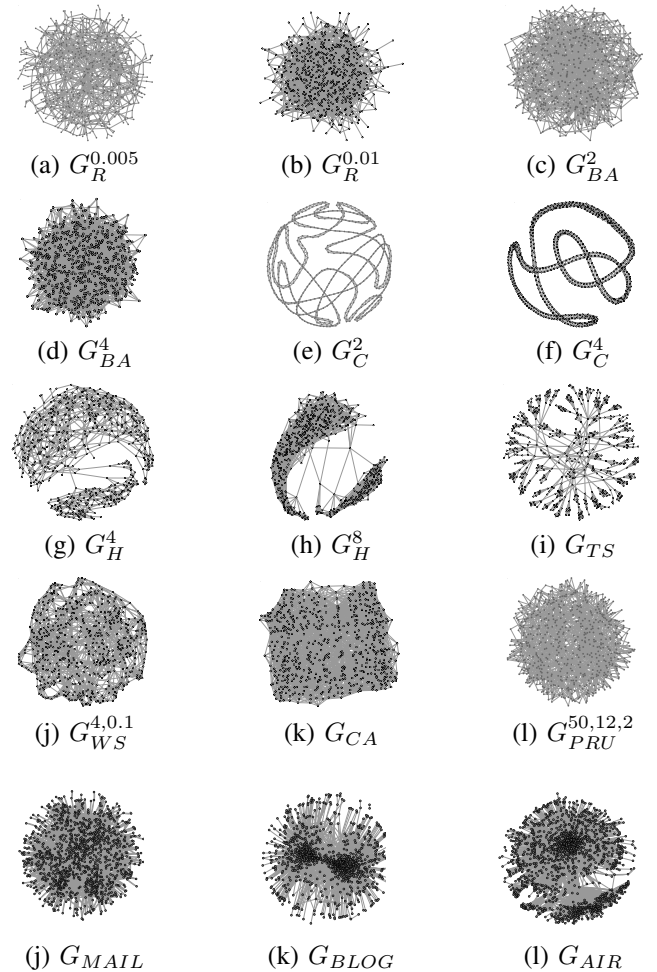 (a) G_R^{0.005} (b) G_R^{0.01} (c) G_{BA}^{2}
(d) G_{BA}^{4} (e) G_C^{2} (f) G_C^{4}
(g) G_H^{4} (h) G_H^{8} (i) G_{TS}
(j) G_{WS}^{4,0.1} (k) G_{CA} (l) G_{PRU}^{50,12,2}
(j) G_{MAIL} (k) G_{BLOG} (l) G_{AIR}